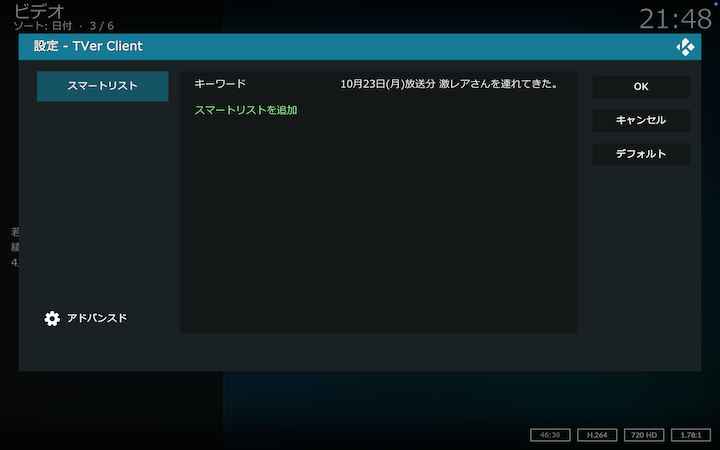 ビデオ
ソート: 日付 · 3 / 6
21:48
設定 - TVer Client
スマートリスト
キーワード 10月23日(月)放送分 激レアさんを連れてきた。
スマートリストを追加
OK
キャンセル
デフォルト
若
綾
アドバンスド
46:36 H.264 720 HD 1.78:1